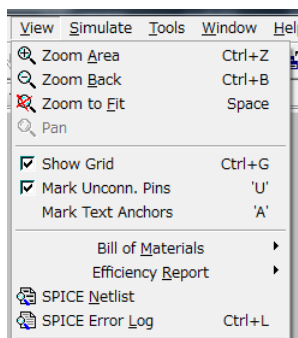 View Simulate Tools Window Hel
Zoom Area Ctrl+Z
Zoom Back Ctrl+B
Zoom to Fit Space
Pan
Show Grid Ctrl+G
Mark Unconn. Pins 'U'
Mark Text Anchors 'A'
Bill of Materials
Efficiency Report
SPICE Netlist
SPICE Error Log Ctrl+L